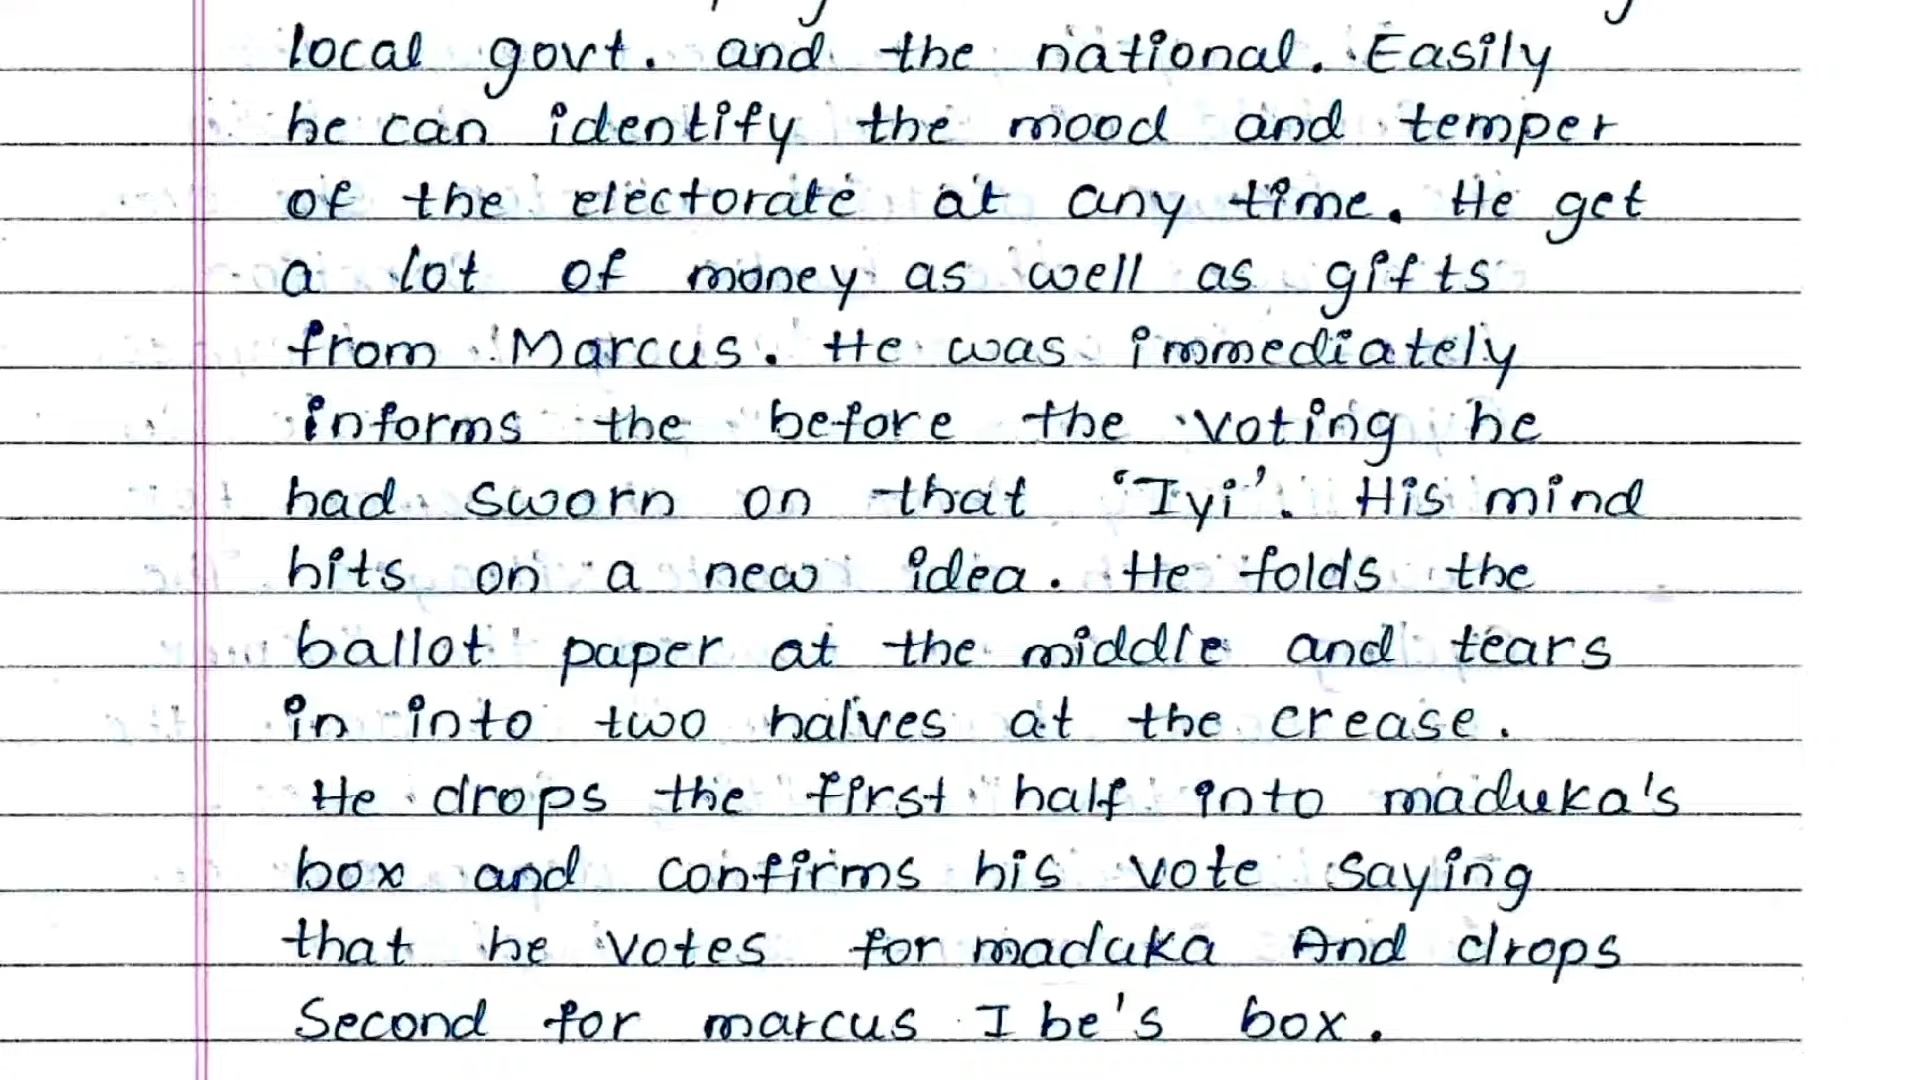 local govt. and the national. Easily
he can identify the mood and temper
of the electorate at any time. He get
a lot of money as well as gifts
from Marcus. He was immediately
informs the before the voting he
had sworn on that 'Iyi'. His mind
hits on a new idea. He folds the
ballot paper at the middle and tears
in into two halves at the crease.
He drops the first half into maduka's
box and confirms his vote saying
that he votes for maduka And drops
Second for marcus I be's box.